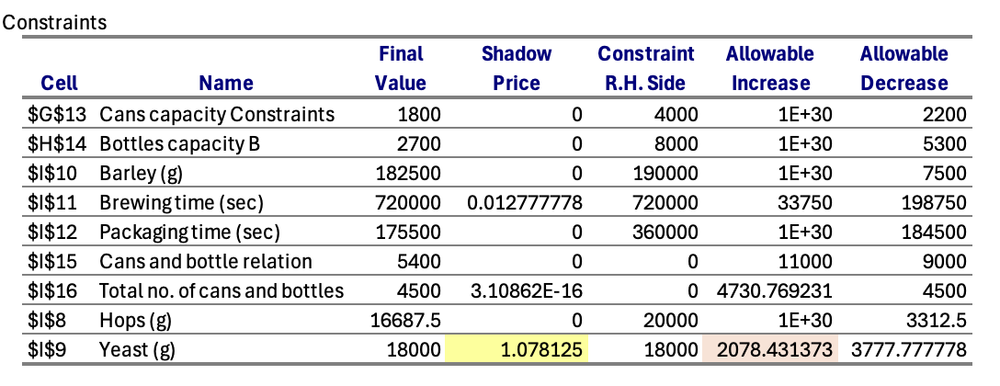 Constraints
Final Shadow Constraint Allowable Allowable
Cell Name Value Price R.H. Side Increase Decrease
$G$13 Cans capacity Constraints 1800 0 4000 1E+30 2200
$H$14 Bottles capacity B 2700 0 8000 1E+30 5300
$I$10 Barley (g) 182500 0 190000 1E+30 7500
$I$11 Brewing time (sec) 720000 0.012777778 720000 33750 198750
$I$12 Packaging time (sec) 175500 0 360000 1E+30 184500
$I$15 Cans and bottle relation 5400 0 0 11000 9000
$I$16 Total no. of cans and bottles 4500 3.10862E-16 0 4730.769231 4500
$I$8 Hops (g) 16687.5 0 20000 1E+30 3312.5
$I$9 Yeast (g) 18000 1.078125 18000 2078.431373 3777.777778